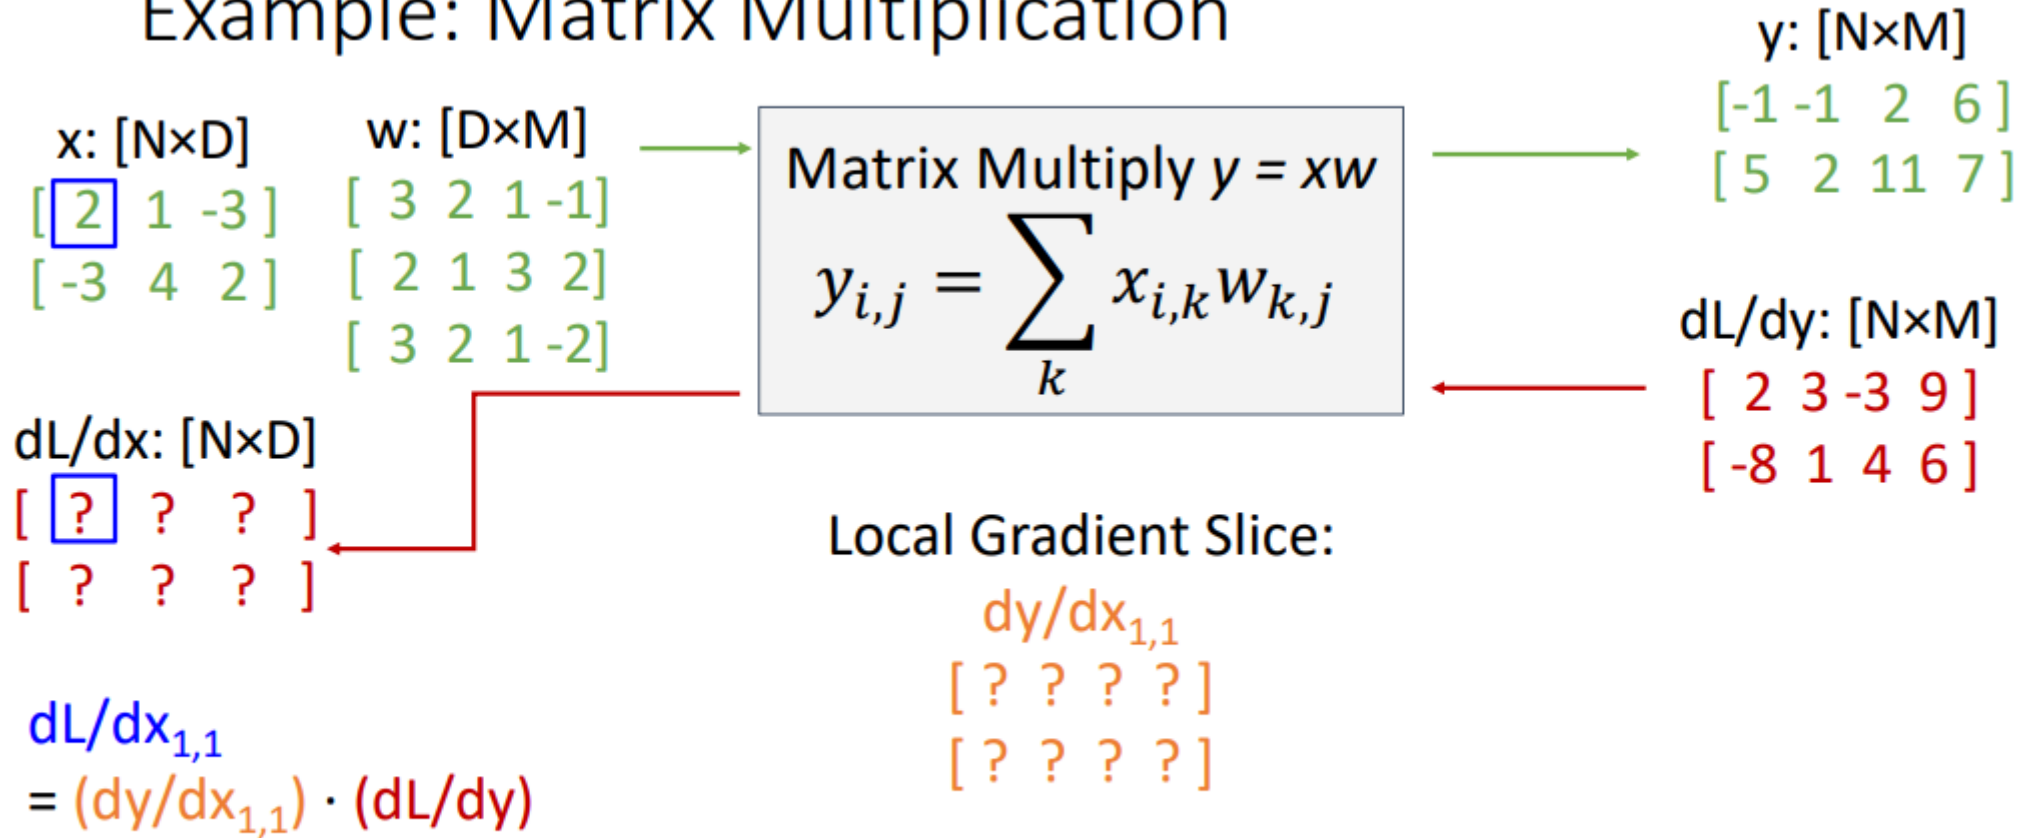 Example: Matrix Multiplication
x: [N×D]
[ 2 1 -3 ]
[ -3 4 2 ]
w: [D×M]
[ 3 2 1 -1]
[ 2 1 3 2]
[ 3 2 1 -2]
Matrix Multiply y = xw
y_{i,j} = ∑_k x_{i,k} w_{k,j}
y: [N×M]
[-1 -1 2 6 ]
[ 5 2 11 7 ]
dL/dy: [N×M]
[ 2 3 -3 9 ]
[ -8 1 4 6 ]
dL/dx: [N×D]
[ ? ? ? ]
[ ? ? ? ]
Local Gradient Slice:
dy/dx_{1,1}
[ ? ? ? ? ]
[ ? ? ? ? ]
dL/dx_{1,1}
= (dy/dx_{1,1}) · (dL/dy)